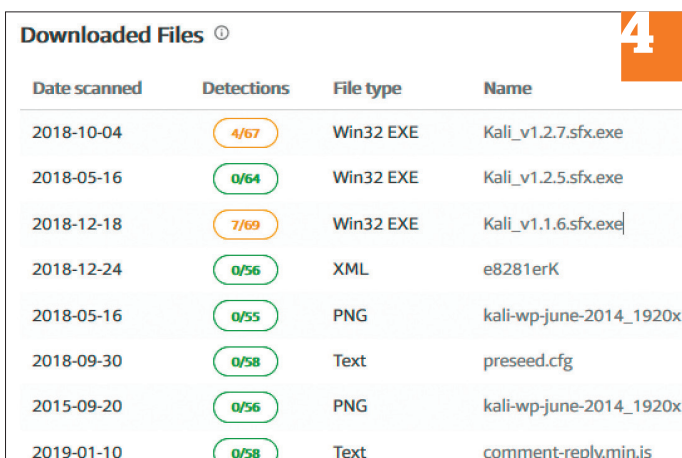 Downloaded Files
4
Date scanned Detections File type Name
2018-10-04 4/67 Win32 EXE Kali_v1.2.7.sfx.exe
2018-05-16 0/64 Win32 EXE Kali_v1.2.5.sfx.exe
2018-12-18 7/69 Win32 EXE Kali_v1.1.6.sfx.exe
2018-12-24 0/56 XML e8281erK
2018-05-16 0/55 PNG kali-wp-june-2014_1920x
2018-09-30 0/58 Text preseed.cfg
2015-09-20 0/56 PNG kali-wp-june-2014_1920x
2019-01-10 0/58 Text comment-reply.min.js